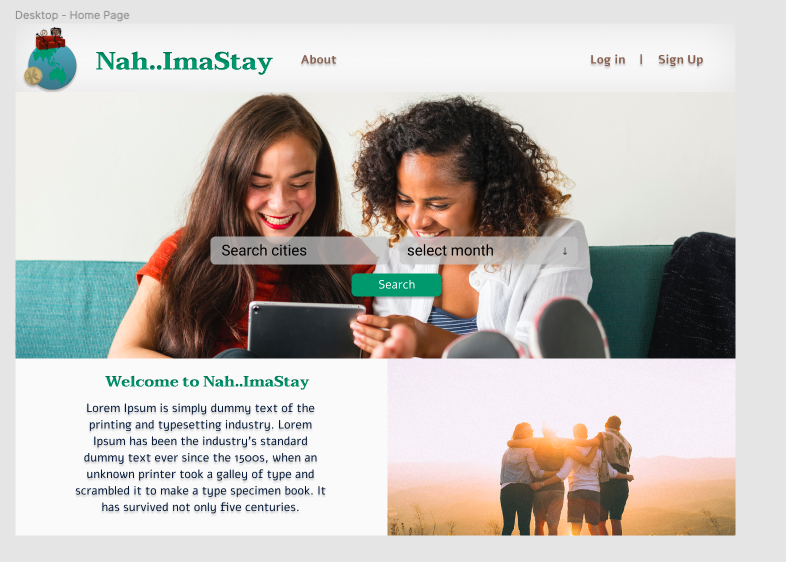 Desktop - Home Page
Nah..ImaStay
About
Log in | Sign Up
Search cities
select month ↓
Search
Welcome to Nah..ImaStay
Lorem Ipsum is simply dummy text of the
printing and typesetting industry. Lorem
Ipsum has been the industry's standard
dummy text ever since the 1500s, when an
unknown printer took a galley of type and
scrambled it to make a type specimen book. It
has survived not only five centuries.